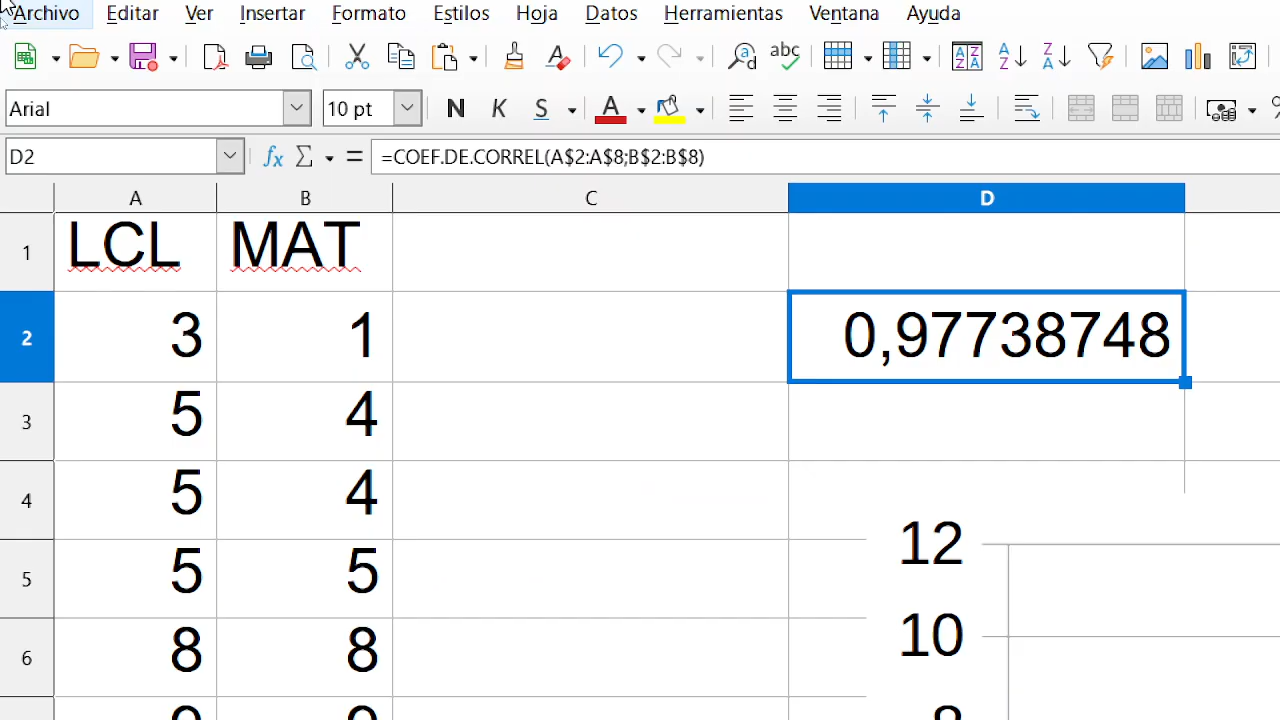 Archivo Editar Ver Insertar Formato Estilos Hoja Datos Herramientas Ventana Ayuda
Arial 10 pt N K S A
D2 fx Σ = =COEF.DE.CORREL(A$2:A$8;B$2:B$8)
A B C D
1 LCL MAT
2 3 1 0,97738748
3 5 4
4 5 4
12
5 5 5
10
6 8 8